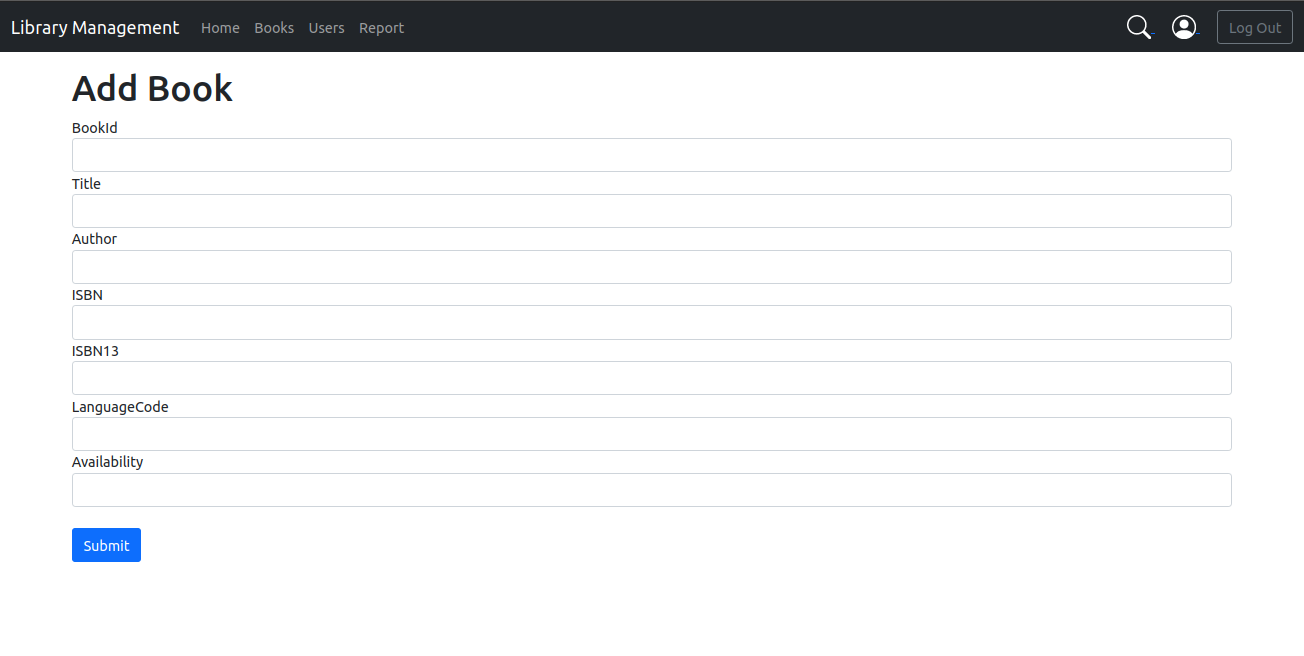 Library Management Home Books Users Report Log Out
Add Book
BookId
Title
Author
ISBN
ISBN13
LanguageCode
Availability
Submit